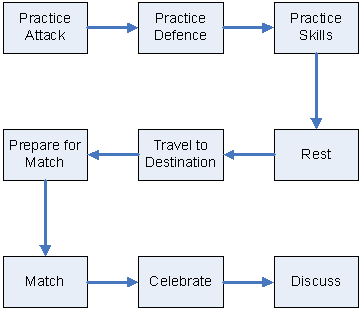 Practice
Attack
Practice
Defence
Practice
Skills
Rest
Travel to
Destination
Prepare for
Match
Match
Celebrate
Discuss